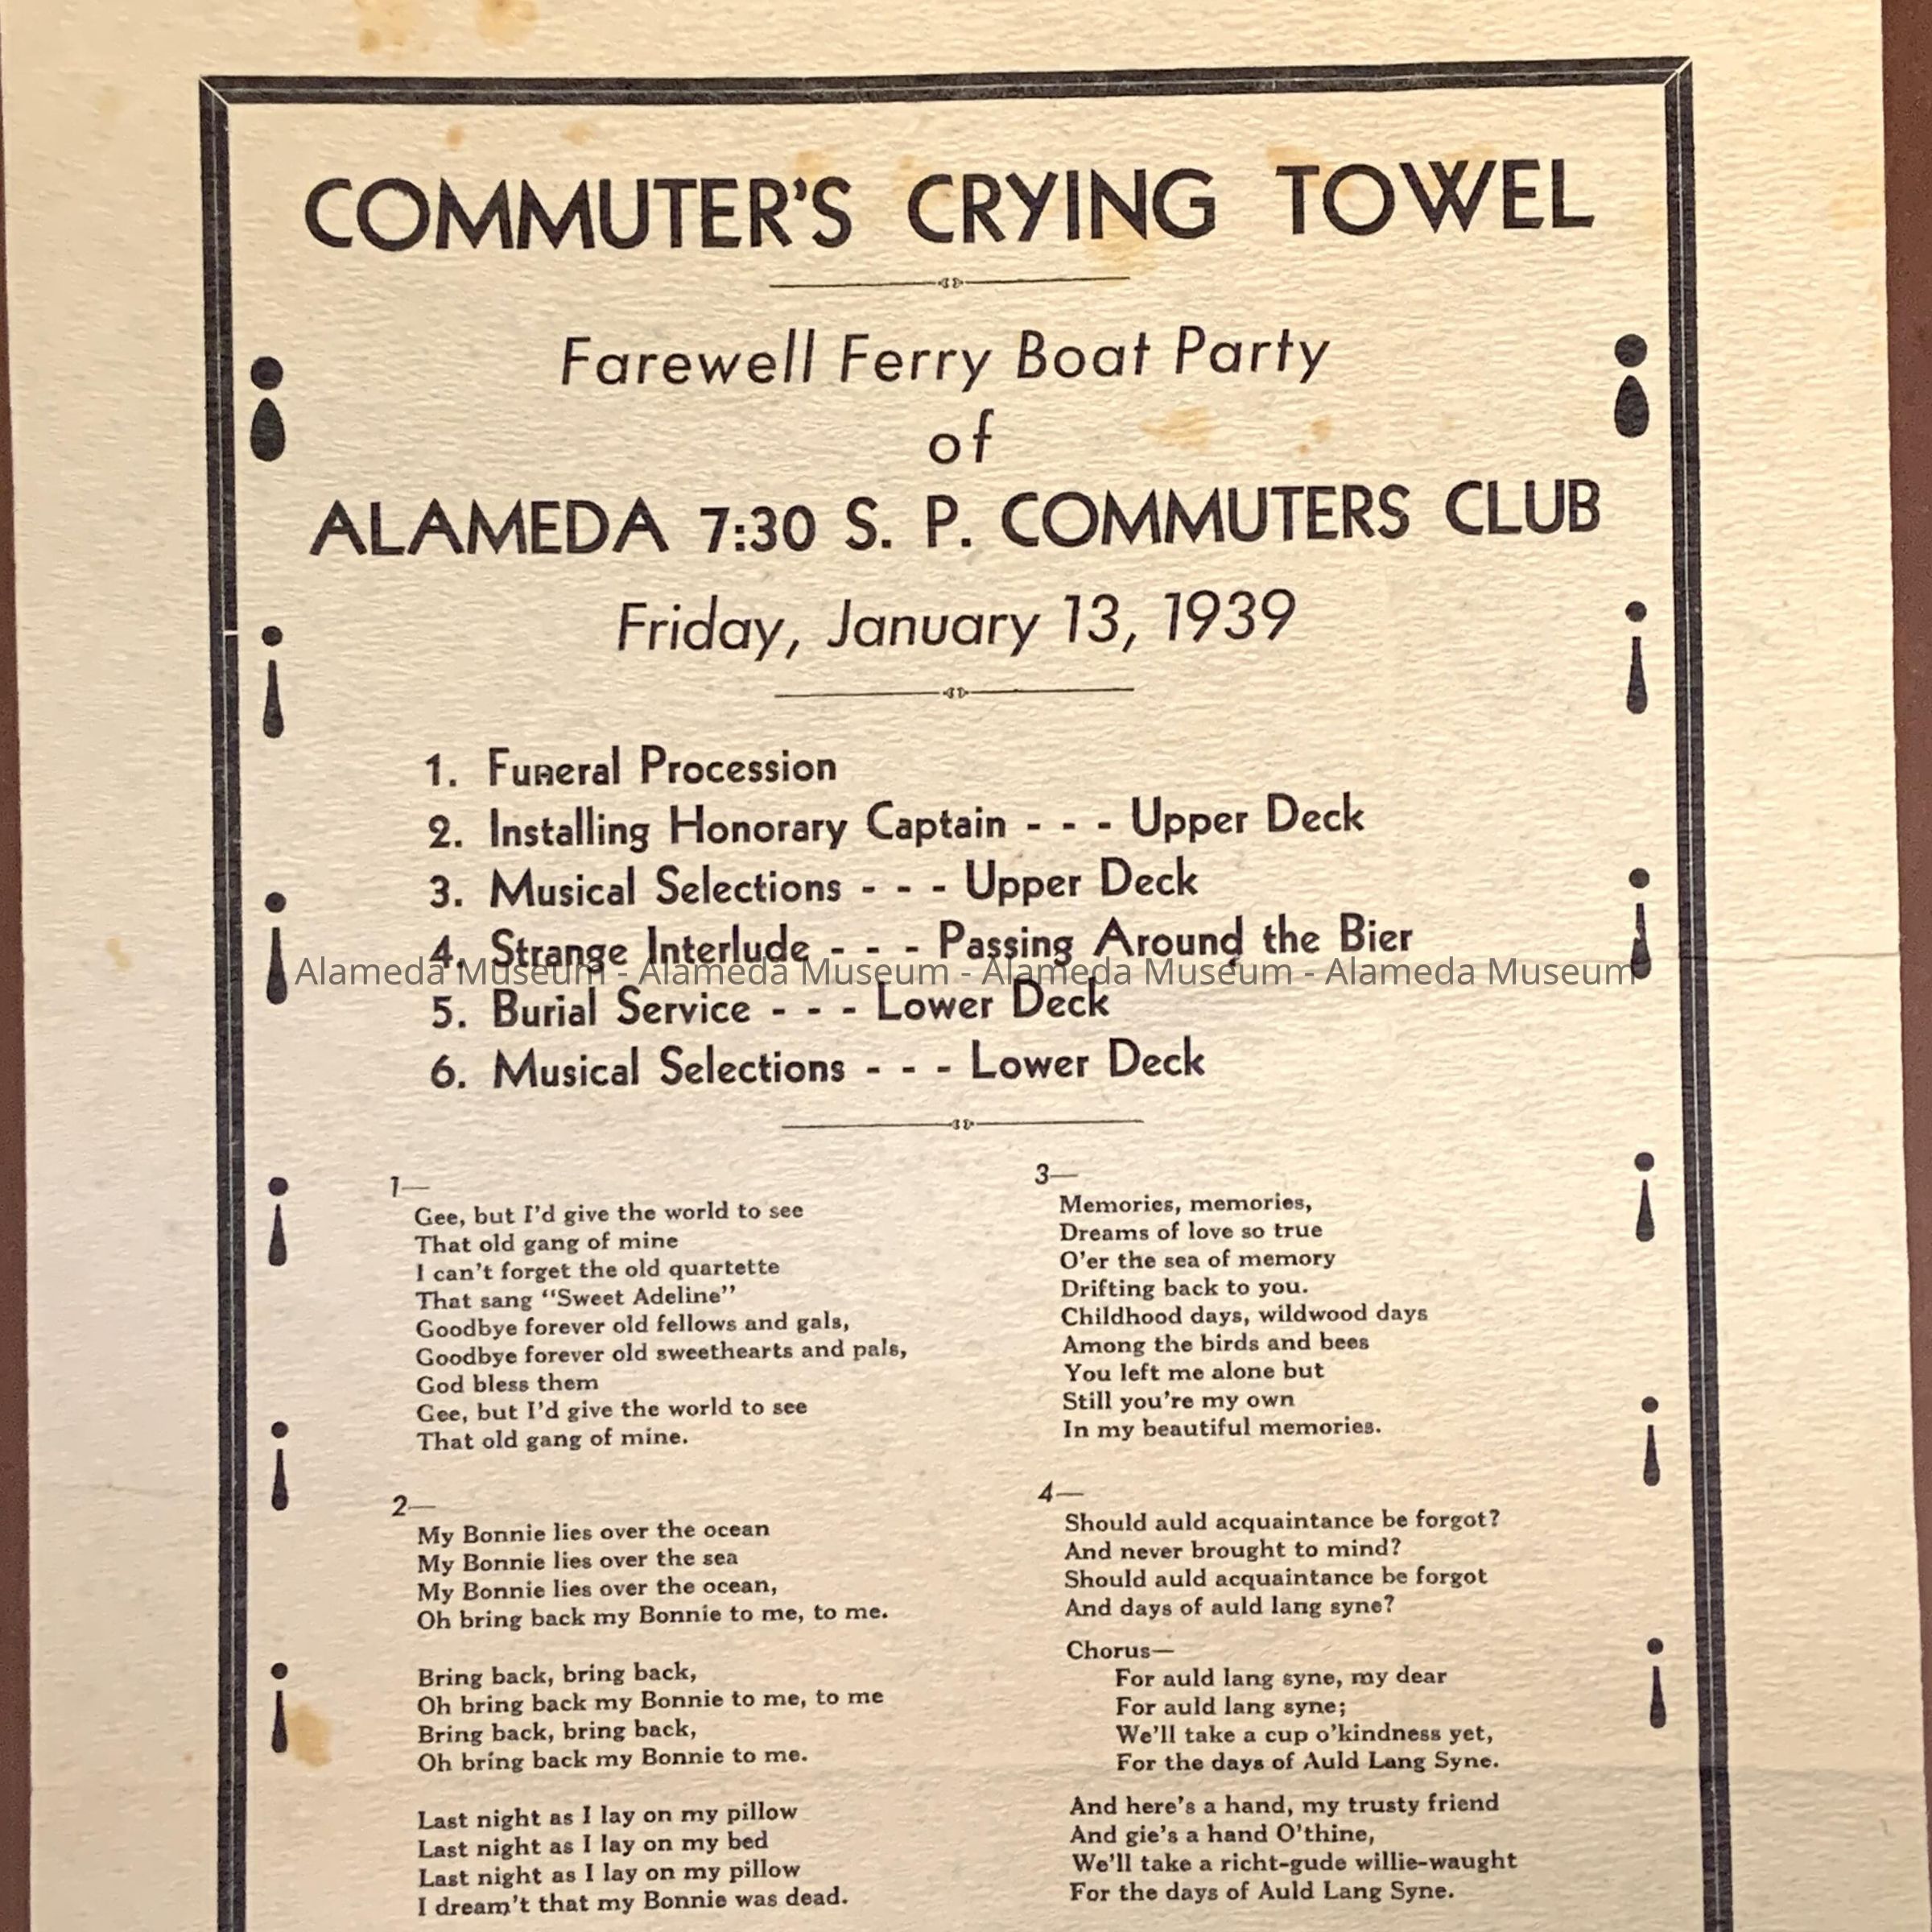 COMMUTER'S CRYING TOWEL
Farewell Ferry Boat Party
of
ALAMEDA 7:30 S. P. COMMUTERS CLUB
Friday, January 13, 1939
1. Funeral Procession
2. Installing Honorary Captain - - - Upper Deck
3. Musical Selections - - - Upper Deck
4. Strange Interlude - - - Passing Around the Bier
Alameda Museum - Alameda Museum - Alameda Museum - Alameda Museum
5. Burial Service - - - Lower Deck
6. Musical Selections - - - Lower Deck
1—
Gee, but I'd give the world to see
That old gang of mine
I can't forget the old quartette
That sang "Sweet Adeline"
Goodbye forever old fellows and gals,
Goodbye forever old sweethearts and pals,
God bless them
Gee, but I'd give the world to see
That old gang of mine.
2—
My Bonnie lies over the ocean
My Bonnie lies over the sea
My Bonnie lies over the ocean,
Oh bring back my Bonnie to me, to me.
Bring back, bring back,
Oh bring back my Bonnie to me, to me
Bring back, bring back,
Oh bring back my Bonnie to me.
Last night as I lay on my pillow
Last night as I lay on my bed
Last night as I lay on my pillow
I dream't that my Bonnie was dead.
3—
Memories, memories,
Dreams of love so true
O'er the sea of memory
Drifting back to you.
Childhood days, wildwood days
Among the birds and bees
You left me alone but
Still you're my own
In my beautiful memories.
4—
Should auld acquaintance be forgot?
And never brought to mind?
Should auld acquaintance be forgot
And days of auld lang syne?
Chorus—
For auld lang syne, my dear
For auld lang syne;
We'll take a cup o'kindness yet,
For the days of Auld Lang Syne.
And here's a hand, my trusty friend
And gie's a hand O'thine,
We'll take a richt-gude willie-waught
For the days of Auld Lang Syne.